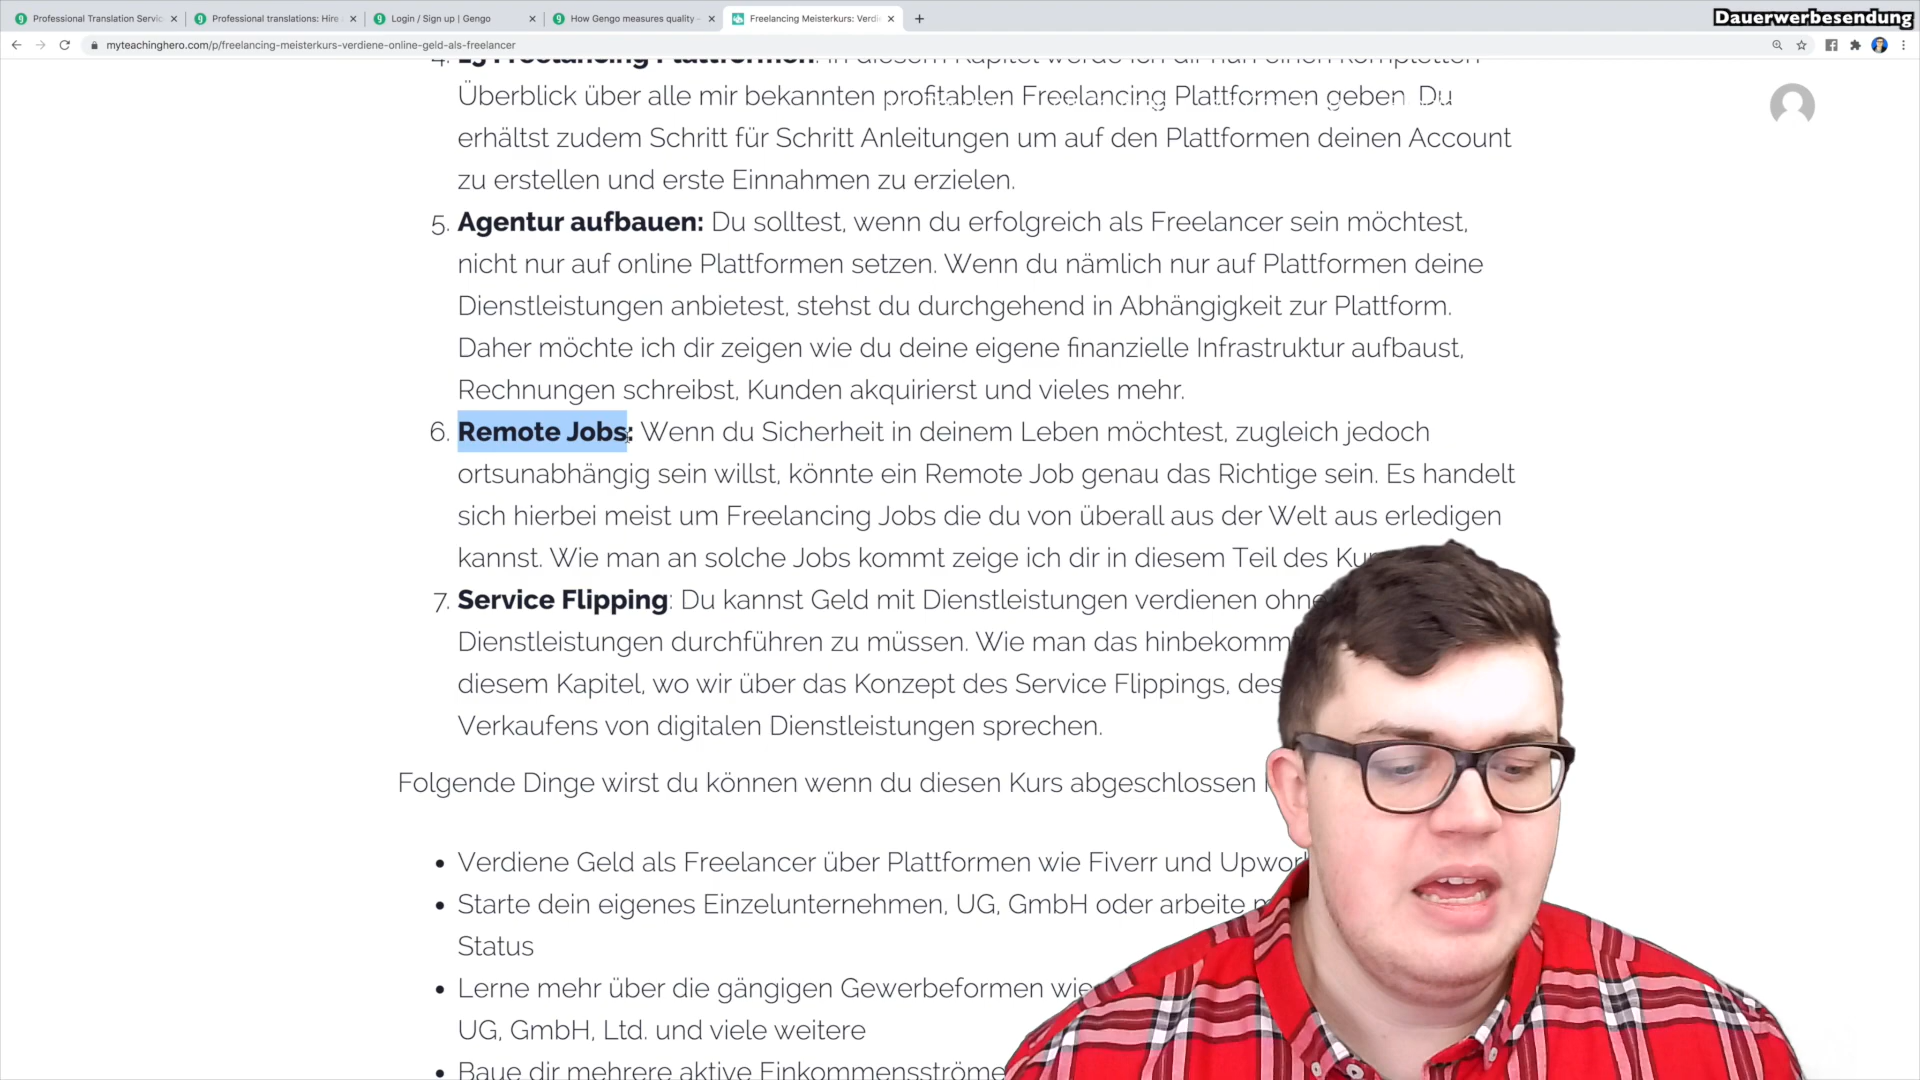 Professional Translation Servic
Professional translations: Hire
Login / Sign up | Gengo
How Gengo measures quality -
Freelancing Meisterkurs: Verdi
Dauerwerbesendung
myteachinghero.com/p/freelancing-meisterkurs-verdiene-online-geld-als-freelancer
4. 25 Freelancing Plattformen: In diesem Kapitel werde ich dir nun einen kompletten
Überblick über alle mir bekannten profitablen Freelancing Plattformen geben. Du
erhältst zudem Schritt für Schritt Anleitungen um auf den Plattformen deinen Account
zu erstellen und erste Einnahmen zu erzielen.
5. Agentur aufbauen: Du solltest, wenn du erfolgreich als Freelancer sein möchtest,
nicht nur auf online Plattformen setzen. Wenn du nämlich nur auf Plattformen deine
Dienstleistungen anbietest, stehst du durchgehend in Abhängigkeit zur Plattform.
Daher möchte ich dir zeigen wie du deine eigene finanzielle Infrastruktur aufbaust,
Rechnungen schreibst, Kunden akquirierst und vieles mehr.
6. Remote Jobs: Wenn du Sicherheit in deinem Leben möchtest, zugleich jedoch
ortsunabhängig sein willst, könnte ein Remote Job genau das Richtige sein. Es handelt
sich hierbei meist um Freelancing Jobs die du von überall aus der Welt aus erledigen
kannst. Wie man an solche Jobs kommt zeige ich dir in diesem Teil des Ku
7. Service Flipping: Du kannst Geld mit Dienstleistungen verdienen ohne
Dienstleistungen durchführen zu müssen. Wie man das hinbekomm
diesem Kapitel, wo wir über das Konzept des Service Flippings, des
Verkaufens von digitalen Dienstleistungen sprechen.
Folgende Dinge wirst du können wenn du diesen Kurs abgeschlossen
• Verdiene Geld als Freelancer über Plattformen wie Fiverr und Upwor
• Starte dein eigenes Einzelunternehmen, UG, GmbH oder arbeite
Status
• Lerne mehr über die gängigen Gewerbeformen wie
UG, GmbH, Ltd. und viele weitere
• Baue dir mehrere aktive Einkommensströme